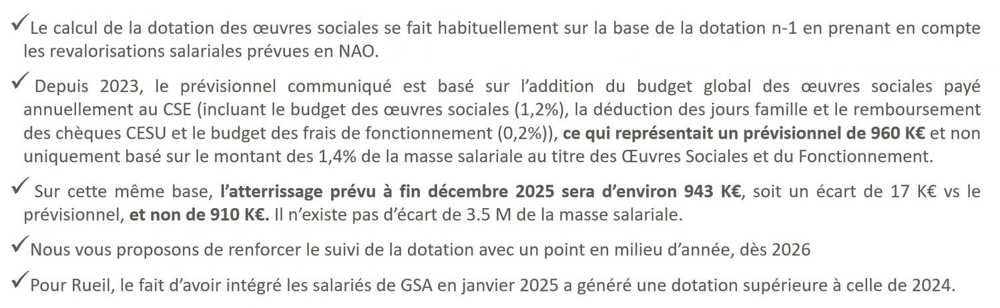 ✓Le calcul de la dotation des œuvres sociales se fait habituellement sur la base de la dotation n-1 en prenant en compte
les revalorisations salariales prévues en NAO.
✓ Depuis 2023, le prévisionnel communiqué est basé sur l’addition du budget global des œuvres sociales payé
annuellement au CSE (incluant le budget des œuvres sociales (1,2%), la déduction des jours famille et le remboursement
des chèques CESU et le budget des frais de fonctionnement (0,2%)), ce qui représentait un prévisionnel de 960 K€ et non
uniquement basé sur le montant des 1,4% de la masse salariale au titre des Œuvres Sociales et du Fonctionnement.
✓ Sur cette même base, l’atterrissage prévu à fin décembre 2025 sera d’environ 943 K€, soit un écart de 17 K€ vs le
prévisionnel, et non de 910 K€. Il n’existe pas d’écart de 3.5 M de la masse salariale.
✓Nous vous proposons de renforcer le suivi de la dotation avec un point en milieu d’année, dès 2026
✓Pour Rueil, le fait d’avoir intégré les salariés de GSA en janvier 2025 a généré une dotation supérieure à celle de 2024.